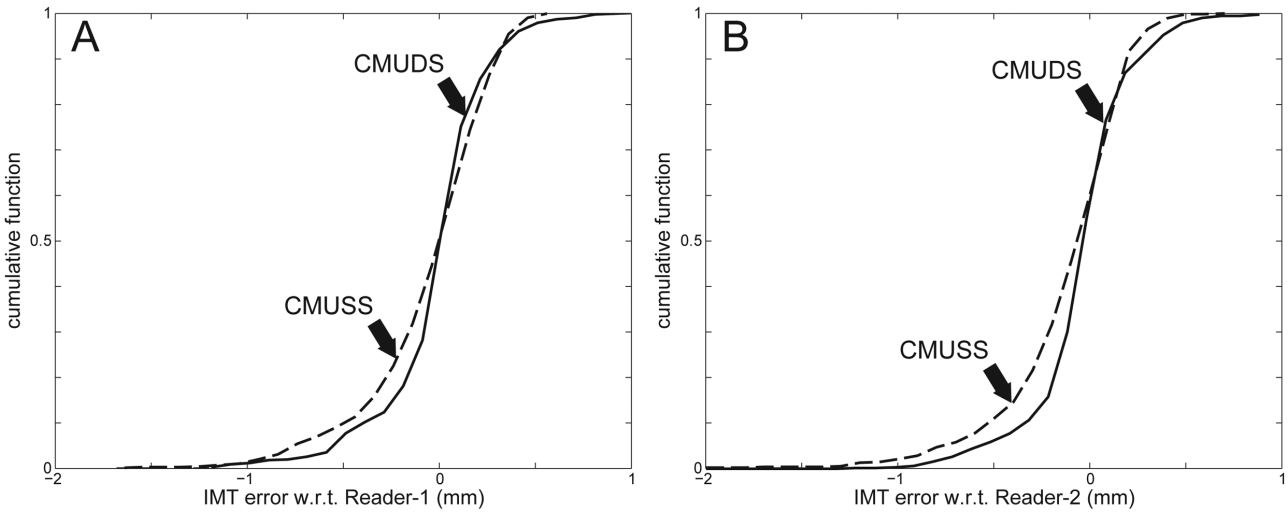 A
1
CMUDS
cumulative function
0.5
CMUSS
0
−2
−1
0
1
IMT error w.r.t. Reader-1 (mm)
B
1
CMUDS
cumulative function
0.5
CMUSS
0
−2
−1
0
1
IMT error w.r.t. Reader-2 (mm)